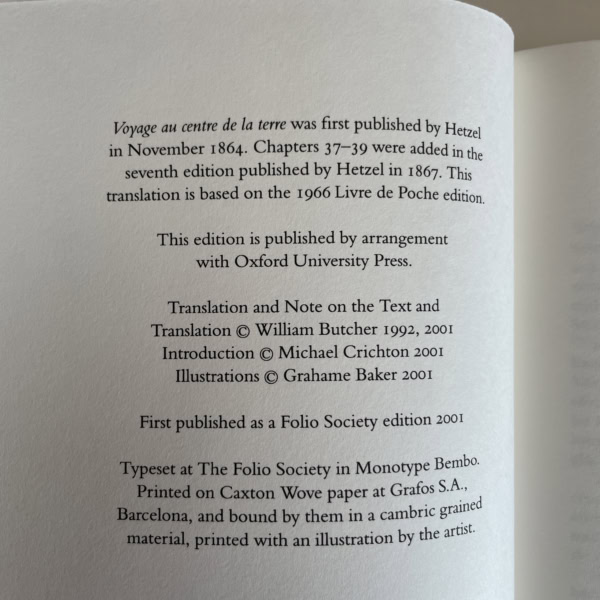 Voyage au centre de la terre was first published by Hetzel
in November 1864. Chapters 37–39 were added in the
seventh edition published by Hetzel in 1867. This
translation is based on the 1966 Livre de Poche edition.
This edition is published by arrangement
with Oxford University Press.
Translation and Note on the Text and
Translation © William Butcher 1992, 2001
Introduction © Michael Crichton 2001
Illustrations © Grahame Baker 2001
First published as a Folio Society edition 2001
Typeset at The Folio Society in Monotype Bembo.
Printed on Caxton Wove paper at Grafos S.A.,
Barcelona, and bound by them in a cambric grained
material, printed with an illustration by the artist.